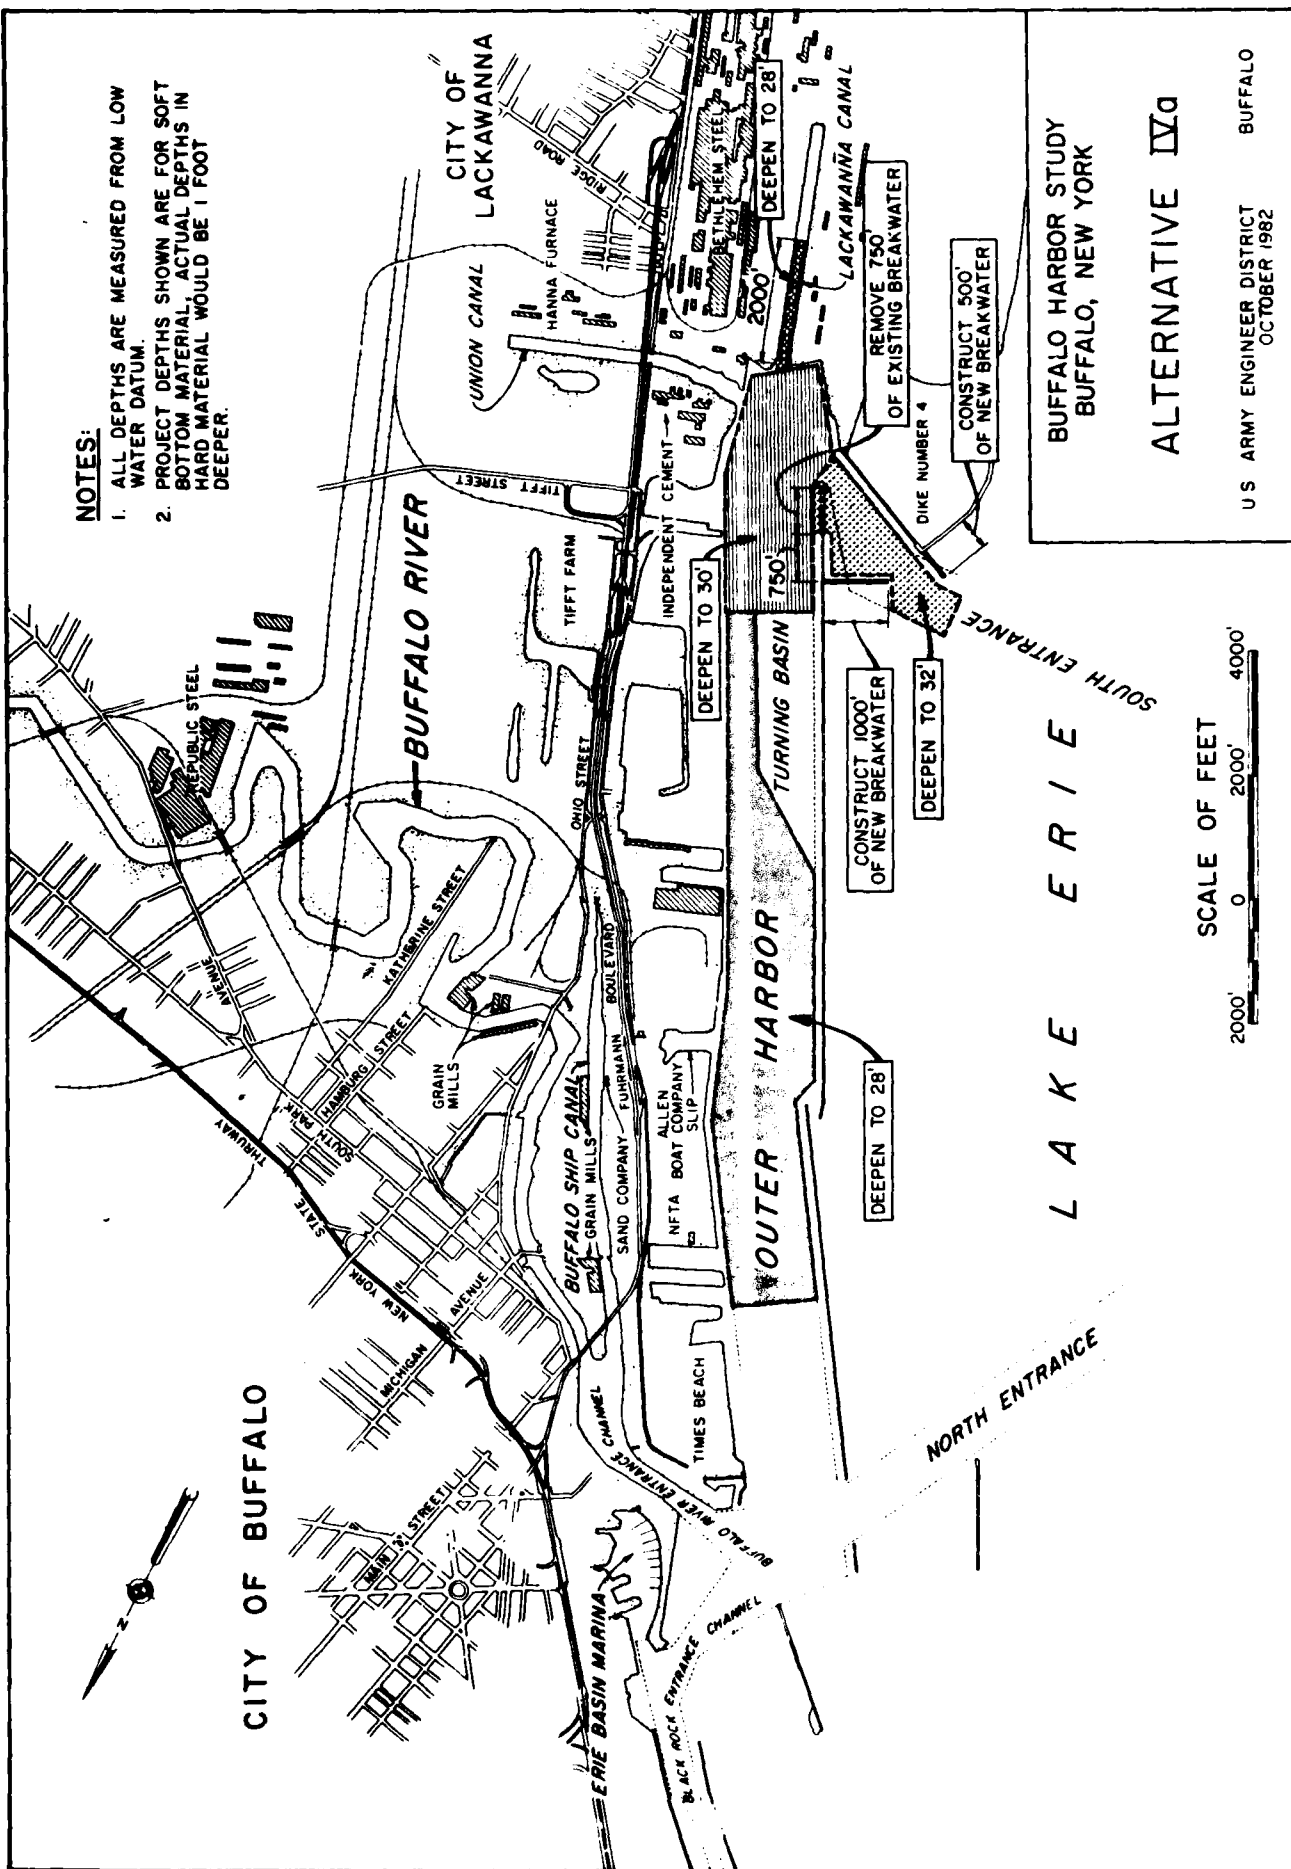 NOTES:
1. ALL DEPTHS ARE MEASURED FROM LOW
WATER DATUM.
2. PROJECT DEPTHS SHOWN ARE FOR SOFT
BOTTOM MATERIAL, ACTUAL DEPTHS IN
HARD MATERIAL WOULD BE 1 FOOT
DEEPER.
CITY OF BUFFALO
N
CITY OF
LACKAWANNA
RIDGE ROAD
REPUBLIC STEEL
BUFFALO RIVER
UNION CANAL
HANNA FURNACE
BETHLEHEM STEEL
DEEPEN TO 28'
LACKAWANNA CANAL
2000'
REMOVE 750'
OF EXISTING BREAKWATER
CONSTRUCT 500'
OF NEW BREAKWATER
DIKE NUMBER 4
TIFFT STREET
TIFFT FARM
INDEPENDENT CEMENT
DEEPEN TO 30'
750'
TURNING BASIN
CONSTRUCT 1000'
OF NEW BREAKWATER
DEEPEN TO 32'
SOUTH ENTRANCE
OHIO STREET
KATHERINE STREET
HAMBURG STREET
SOUTH PARK
AVENUE
GRAIN
MILLS
FUHRMANN
BOULEVARD
BUFFALO SHIP CANAL
GRAIN MILLS
SAND COMPANY
NFTA
ALLEN
BOAT COMPANY
SLIP
OUTER HARBOR
DEEPEN TO 28'
NEW YORK
STATE
THRUWAY
MICHIGAN
AVENUE
MAIN STREET
TIMES BEACH
BUFFALO RIVER ENTRANCE CHANNEL
ERIE BASIN MARINA
BLACK ROCK ENTRANCE CHANNEL
NORTH ENTRANCE
LAKE ERIE
SCALE OF FEET
2000' 0 2000' 4000'
BUFFALO HARBOR STUDY
BUFFALO, NEW YORK
ALTERNATIVE IVa
U S ARMY ENGINEER DISTRICT BUFFALO
OCTOBER 1982